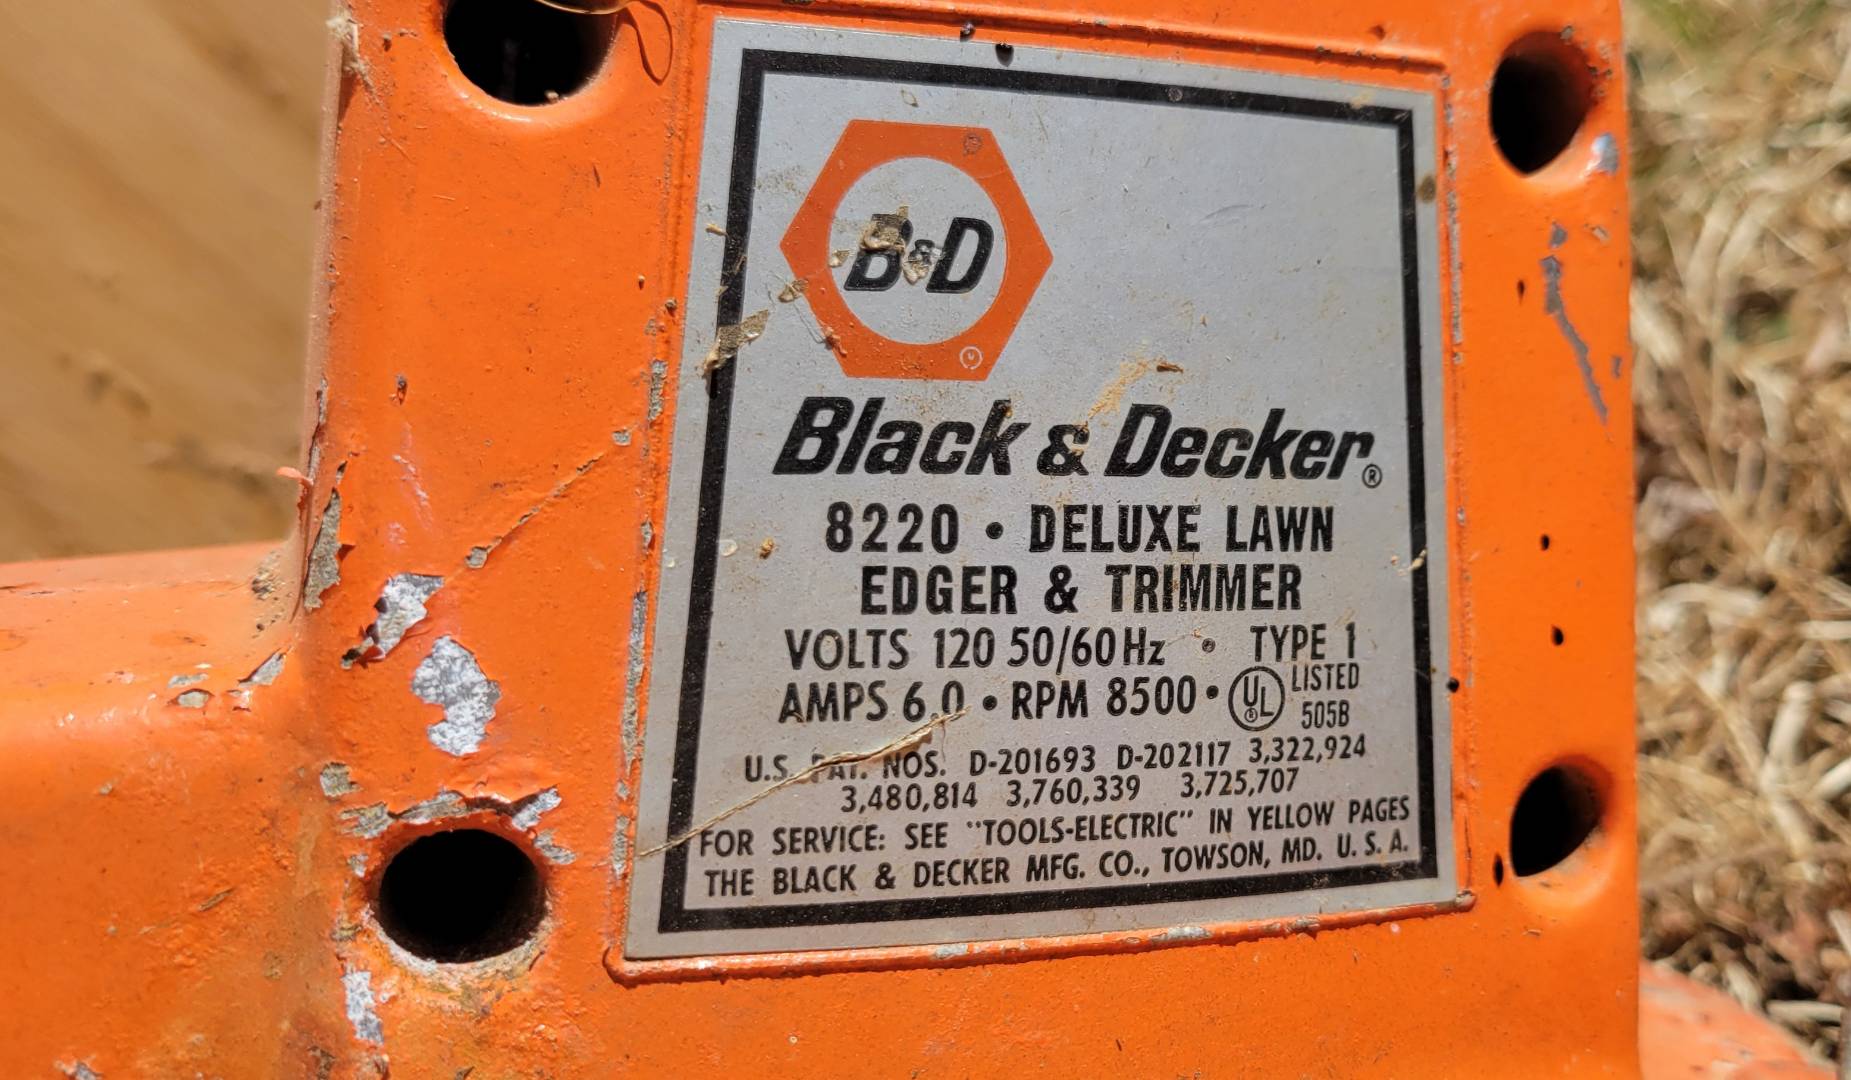 B&D
Black & Decker®
8220 • DELUXE LAWN
EDGER & TRIMMER
VOLTS 120 50/60 Hz • TYPE 1
AMPS 6.0 • RPM 8500 • UL® LISTED 505B
U.S. PAT. NOS. D-201693 D-202117 3,322,924
3,480,814 3,760,339 3,725,707
FOR SERVICE: SEE "TOOLS-ELECTRIC" IN YELLOW PAGES
THE BLACK & DECKER MFG. CO., TOWSON, MD. U. S. A.